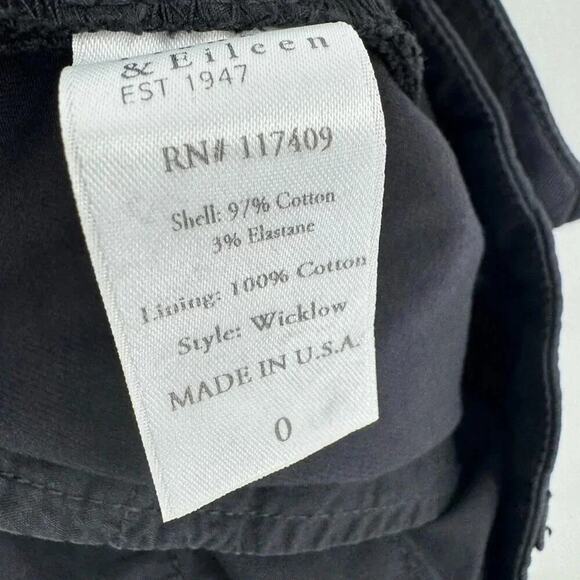 & Eileen
EST 1947
RN# 117409
Shell: 97% Cotton
3% Elastane
Lining: 100% Cotton
Style: Wicklow
MADE IN U.S.A.
0